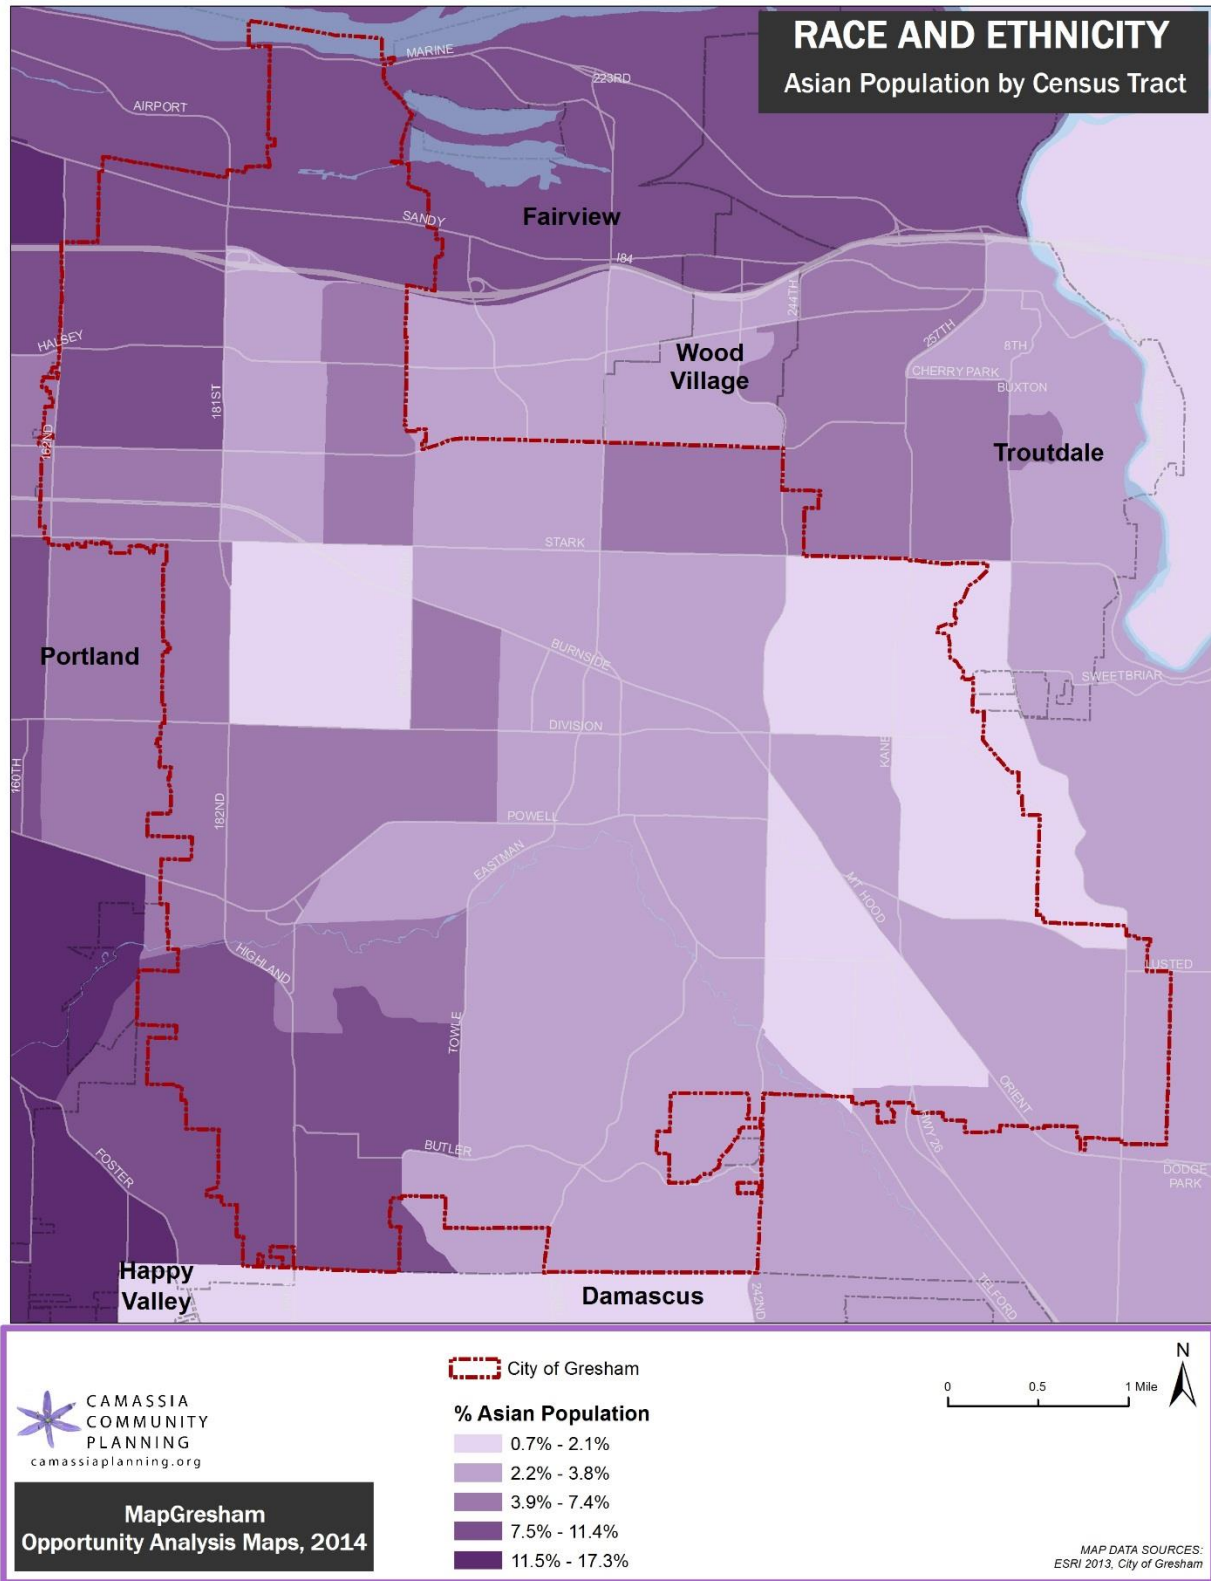 RACE AND ETHNICITY
Asian Population by Census Tract
MARINE
223RD
AIRPORT
SANDY
Fairview
I84
244TH
HALSEY
Wood
Village
257TH
8TH
CHERRY PARK
BUXTON
181ST
162ND
Troutdale
STARK
Portland
BURNSIDE
SWEETBRIAR
DIVISION
KANE
160TH
182ND
POWELL
EASTMAN
MT HOOD
HIGHLAND
LUSTED
TOWLE
ORIENT
HWY 26
BUTLER
FOSTER
DODGE
PARK
Happy
Valley
Damascus
242ND
TELFORD
CAMASSIA
COMMUNITY
PLANNING
camassiaplanning.org
MapGresham
Opportunity Analysis Maps, 2014
City of Gresham
% Asian Population
0.7% - 2.1%
2.2% - 3.8%
3.9% - 7.4%
7.5% - 11.4%
11.5% - 17.3%
N
0 0.5 1 Mile
MAP DATA SOURCES:
ESRI 2013, City of Gresham